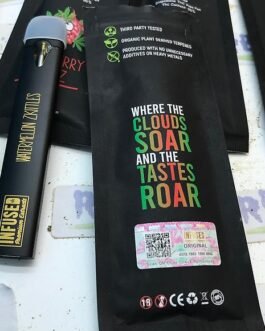 THIRD PARTY TESTED
ORGANIC PLANT DERIVED TERPENES
PRODUCED WITH NO UNNECESSARY
ADDITIVES OR HEAVY METALS
WHERE THE
CLOUDS
SOAR
AND THE
TASTES
ROAR
ORIGINAL
WATERMELON ZKITTLES
INFUSED
RRY
Z